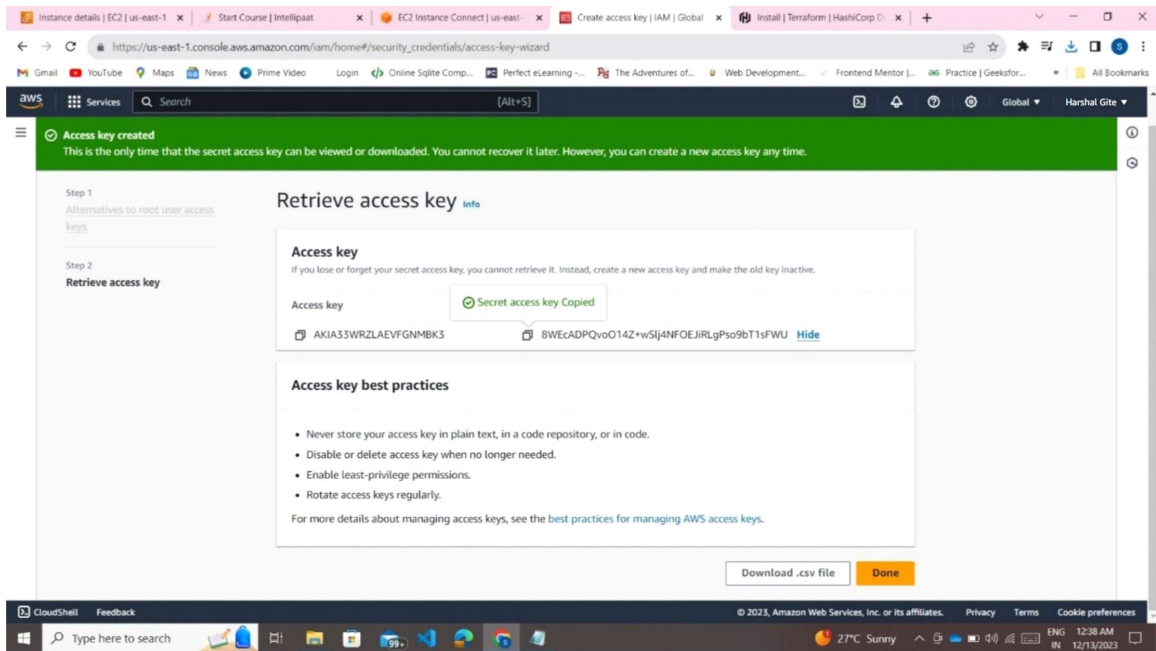 Instance details | EC2 | us-east-1
Start Course | Intellipaat
EC2 Instance Connect | us-east-
Create access key | IAM | Global
Install | Terraform | HashiCorp D
https://us-east-1.console.aws.amazon.com/iam/home#/security_credentials/access-key-wizard
S
Gmail YouTube Maps News Prime Video Login Online Sqlite Comp... Perfect eLearning -... The Adventures of... Web Development... Frontend Mentor |... Practice | Geeksfor... » All Bookmarks
aws Services Search [Alt+S] Global Harshal Gite
Access key created
This is the only time that the secret access key can be viewed or downloaded. You cannot recover it later. However, you can create a new access key any time.
Step 1
Alternatives to root user access
keys
Step 2
Retrieve access key
Retrieve access key Info
Access key
If you lose or forget your secret access key, you cannot retrieve it. Instead, create a new access key and make the old key inactive.
Access key
Secret access key Copied
AKIA33WRZLAEVFGNMBK3
Hide
Access key best practices
• Never store your access key in plain text, in a code repository, or in code.
• Disable or delete access key when no longer needed.
• Enable least-privilege permissions.
• Rotate access keys regularly.
For more details about managing access keys, see the best practices for managing AWS access keys.
Download .csv file
Done
CloudShell Feedback © 2023, Amazon Web Services, Inc. or its affiliates. Privacy Terms Cookie preferences
Type here to search
99+
27°C Sunny
ENG
IN
12:38 AM
12/13/2023